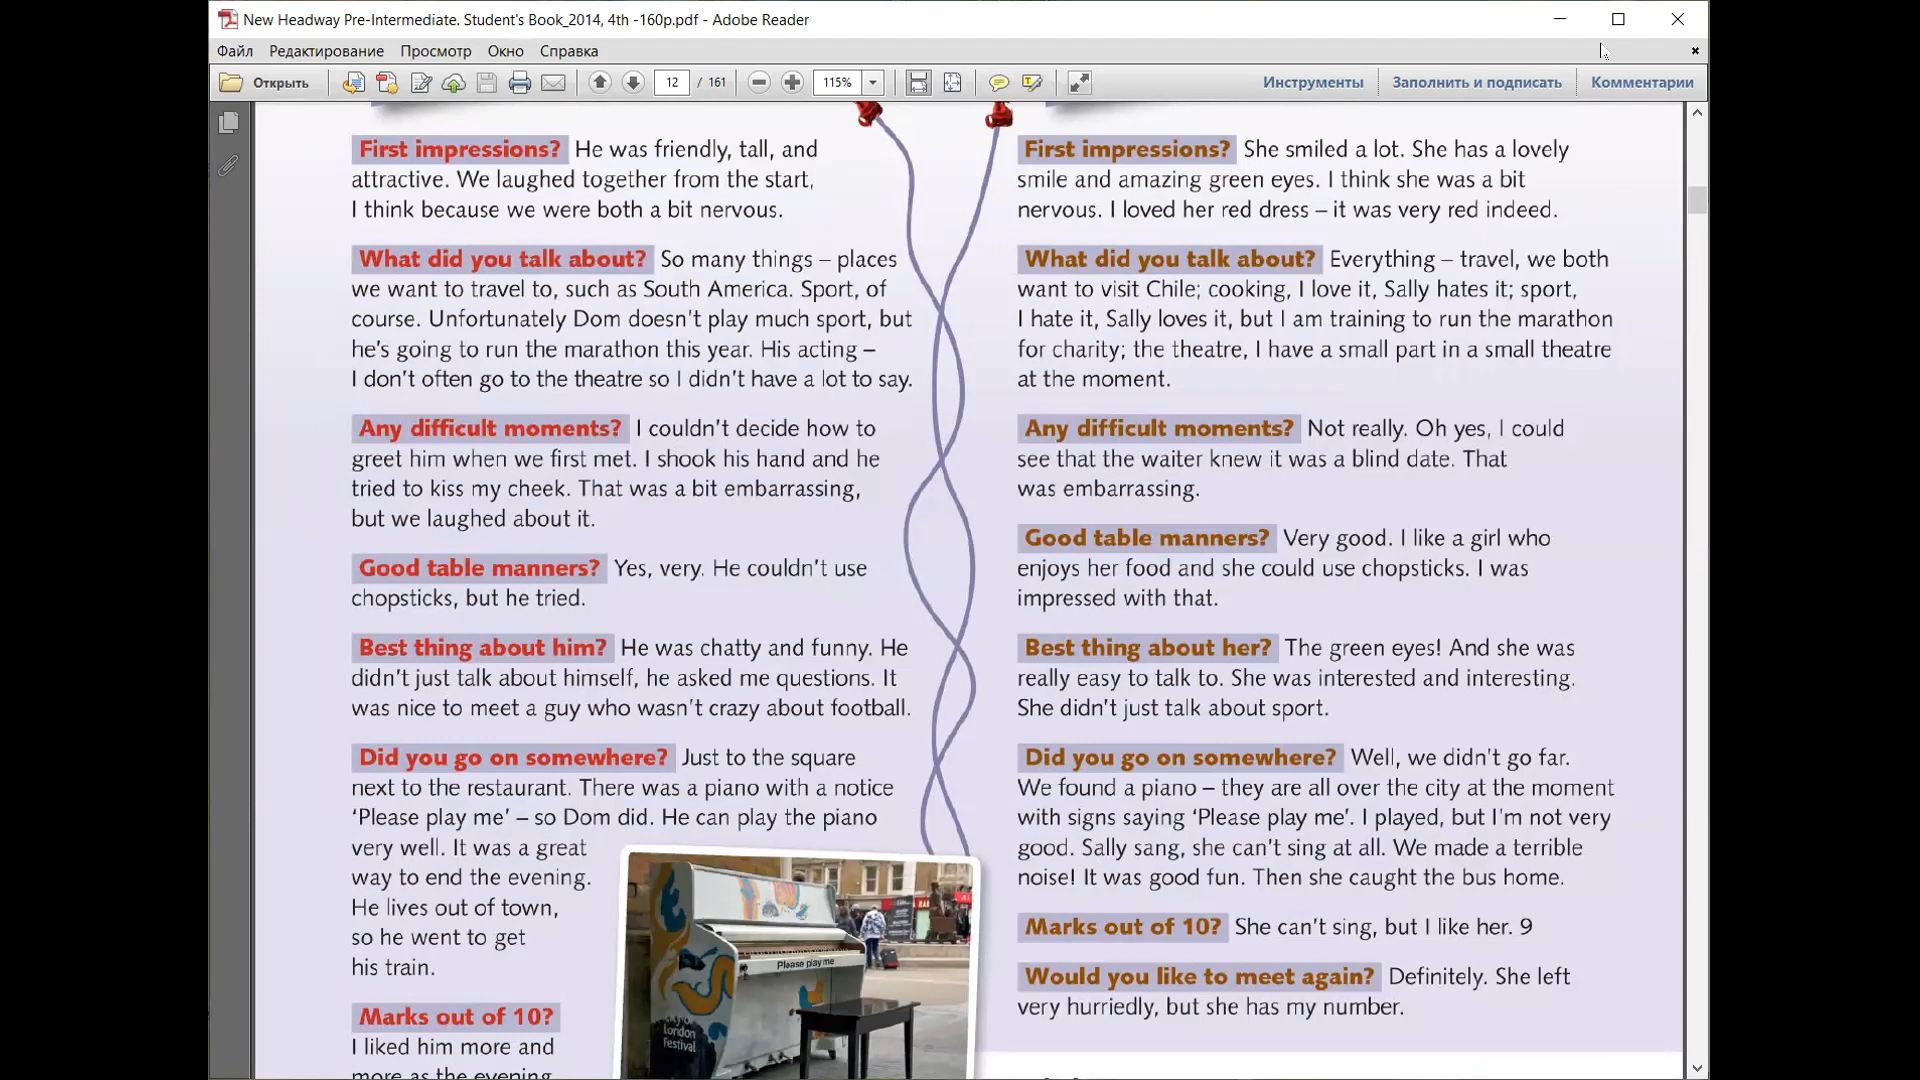 New Headway Pre-Intermediate. Student's Book_2014, 4th -160p.pdf - Adobe Reader
Файл Редактирование Просмотр Окно Справка
Открыть 12 / 161 115% Инструменты Заполнить и подписать Комментарии
First impressions? He was friendly, tall, and
attractive. We laughed together from the start,
I think because we were both a bit nervous.
What did you talk about? So many things – places
we want to travel to, such as South America. Sport, of
course. Unfortunately Dom doesn't play much sport, but
he's going to run the marathon this year. His acting –
I don't often go to the theatre so I didn't have a lot to say.
Any difficult moments? I couldn't decide how to
greet him when we first met. I shook his hand and he
tried to kiss my cheek. That was a bit embarrassing,
but we laughed about it.
Good table manners? Yes, very. He couldn't use
chopsticks, but he tried.
Best thing about him? He was chatty and funny. He
didn't just talk about himself, he asked me questions. It
was nice to meet a guy who wasn't crazy about football.
Did you go on somewhere? Just to the square
next to the restaurant. There was a piano with a notice
‘Please play me’ – so Dom did. He can play the piano
very well. It was a great
way to end the evening.
He lives out of town,
so he went to get
his train.
Marks out of 10?
I liked him more and
more as the evening
Please play me
London
festival
First impressions? She smiled a lot. She has a lovely
smile and amazing green eyes. I think she was a bit
nervous. I loved her red dress – it was very red indeed.
What did you talk about? Everything – travel, we both
want to visit Chile; cooking, I love it, Sally hates it; sport,
I hate it, Sally loves it, but I am training to run the marathon
for charity; the theatre, I have a small part in a small theatre
at the moment.
Any difficult moments? Not really. Oh yes, I could
see that the waiter knew it was a blind date. That
was embarrassing.
Good table manners? Very good. I like a girl who
enjoys her food and she could use chopsticks. I was
impressed with that.
Best thing about her? The green eyes! And she was
really easy to talk to. She was interested and interesting.
She didn't just talk about sport.
Did you go on somewhere? Well, we didn't go far.
We found a piano – they are all over the city at the moment
with signs saying ‘Please play me’. I played, but I'm not very
good. Sally sang, she can't sing at all. We made a terrible
noise! It was good fun. Then she caught the bus home.
Marks out of 10? She can't sing, but I like her. 9
Would you like to meet again? Definitely. She left
very hurriedly, but she has my number.